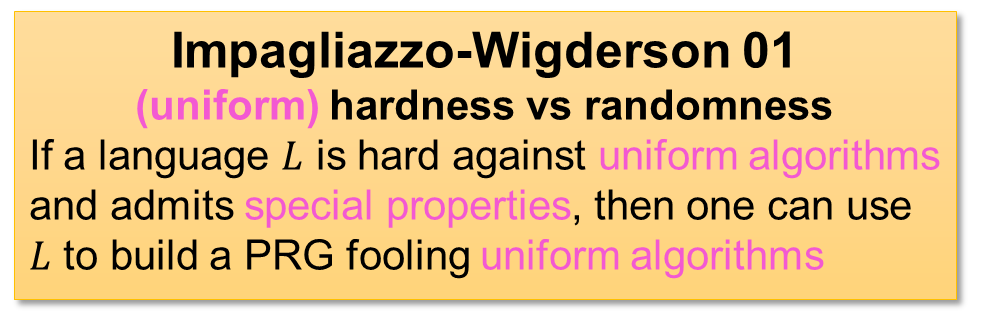 Impagliazzo-Wigderson 01
(uniform) hardness vs randomness
If a language 𝐿 is hard against uniform algorithms
and admits special properties, then one can use
𝐿 to build a PRG fooling uniform algorithms